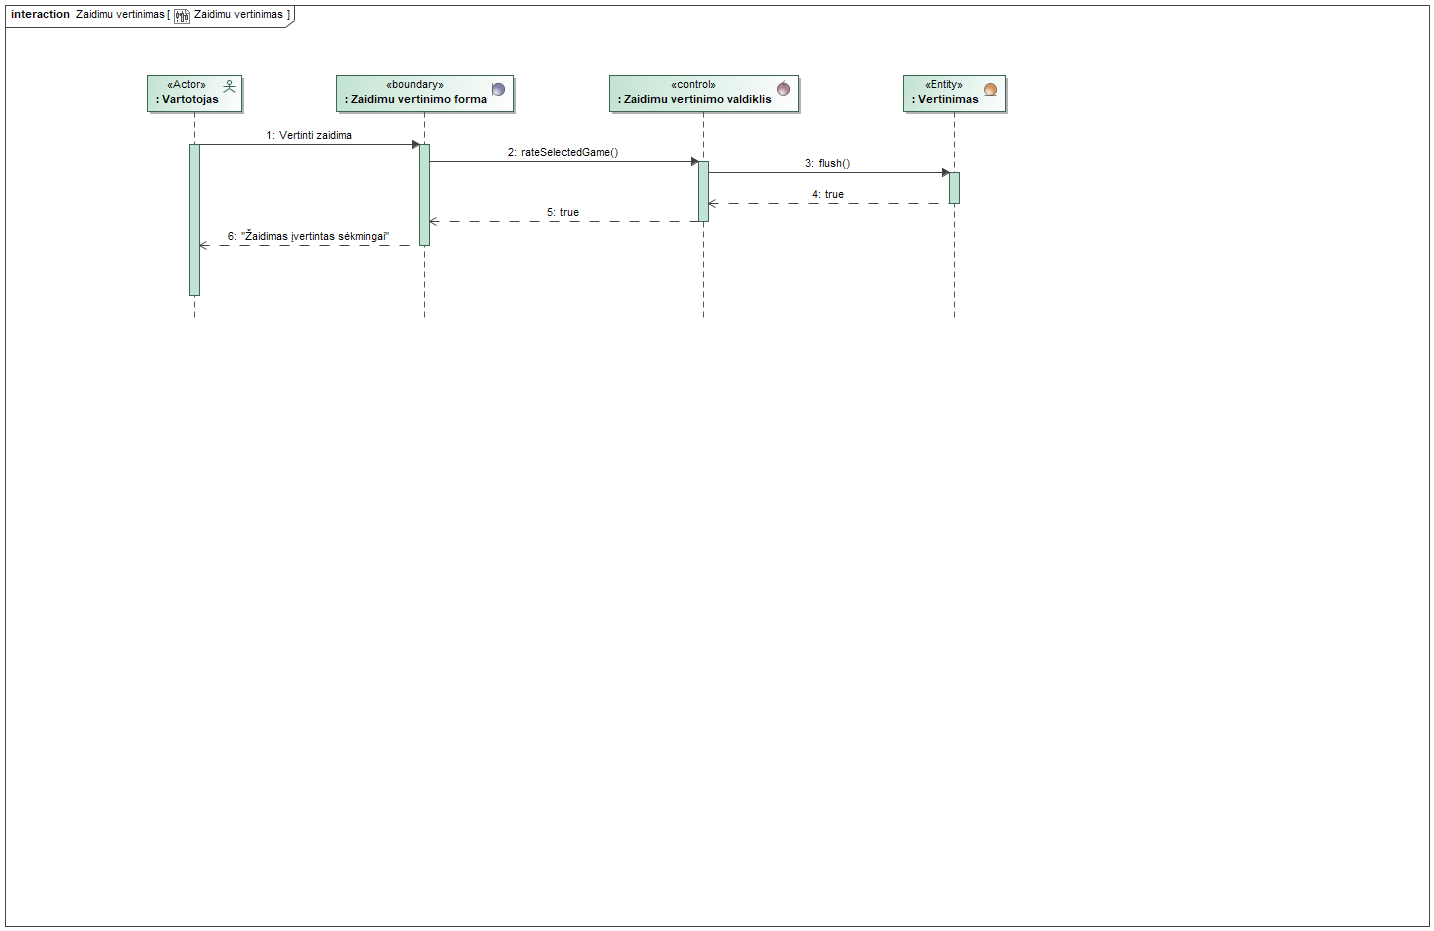 interaction Zaidimu vertinimas [ Zaidimu vertinimas ]
«Actor»
: Vartotojas
«boundary»
: Zaidimu vertinimo forma
«control»
: Zaidimu vertinimo valdiklis
«Entity»
: Vertinimas
1: Vertinti zaidima
2: rateSelectedGame()
3: flush()
4: true
5: true
6: "Žaidimas įvertintas sėkmingai"